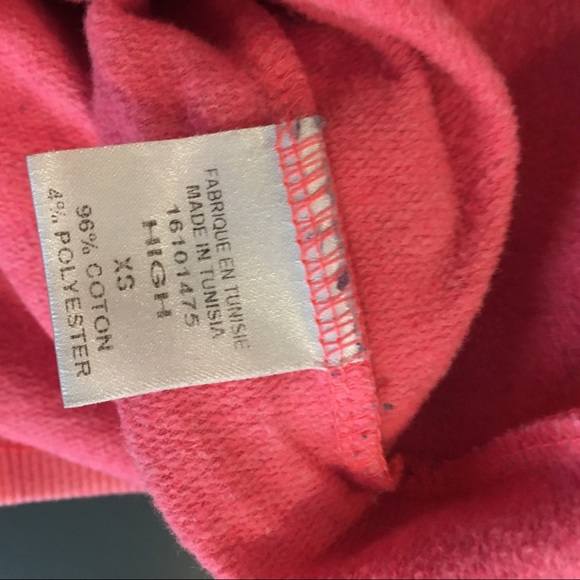 FABRIQUE EN TUNISIE
MADE IN TUNISIA
16101475
HIGH
XS
96% COTON
4% POLYESTER